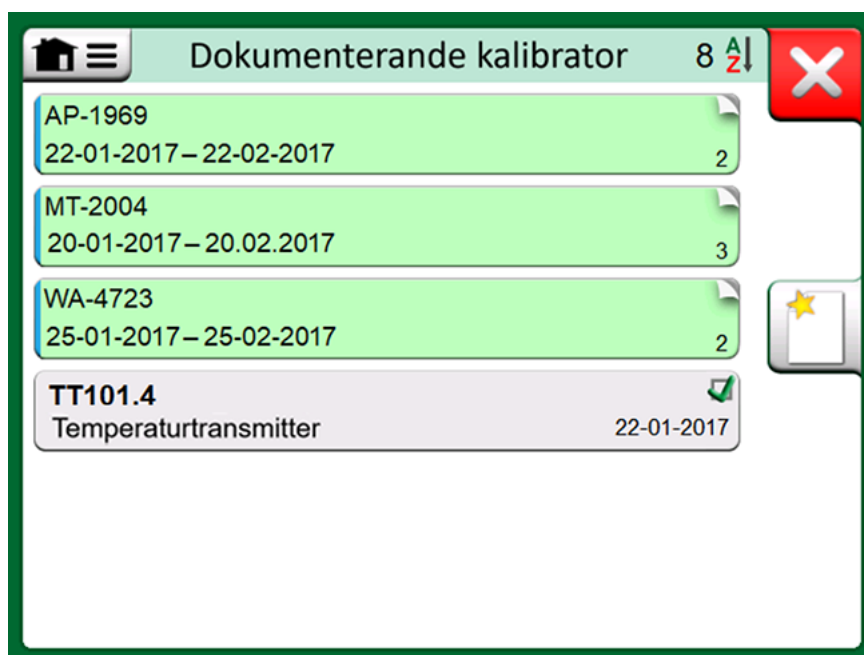 Dokumenterande kalibrator 8 AZ
AP-1969
22-01-2017 – 22-02-2017
2
MT-2004
20-01-2017 – 20.02.2017
3
WA-4723
25-01-2017 – 25-02-2017
2
TT101.4
Temperaturtransmitter 22-01-2017